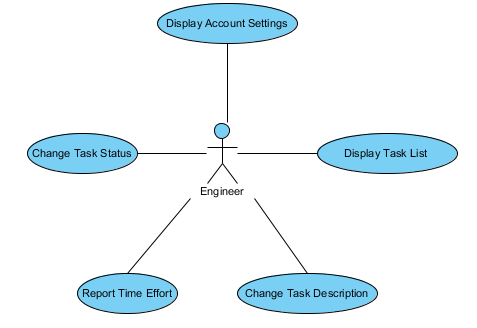 Display Account Settings
Change Task Status
Display Task List
Engineer
Report Time Effort
Change Task Description